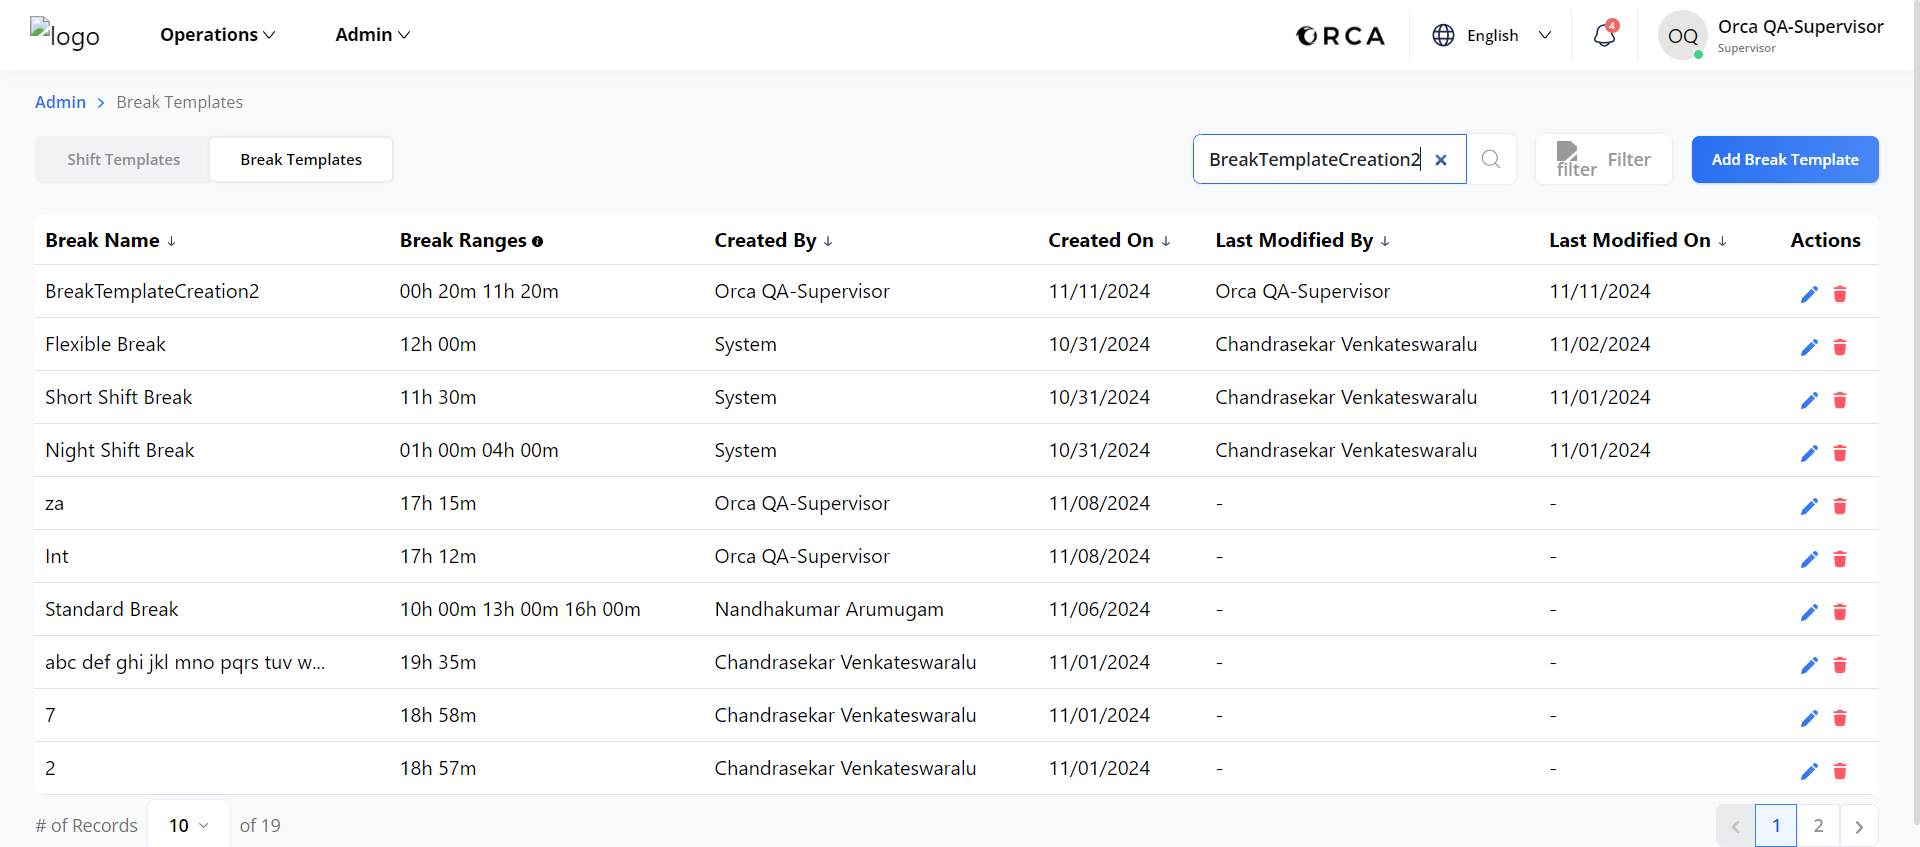 logo Operations Admin ORCA English 4 OQ Orca QA-Supervisor
Supervisor
Admin > Break Templates
Shift Templates Break Templates BreakTemplateCreation2 filter Filter Add Break Template
Break Name Break Ranges Created By Created On Last Modified By Last Modified On Actions
BreakTemplateCreation2 00h 20m 11h 20m Orca QA-Supervisor 11/11/2024 Orca QA-Supervisor 11/11/2024
Flexible Break 12h 00m System 10/31/2024 Chandrasekar Venkateswaralu 11/02/2024
Short Shift Break 11h 30m System 10/31/2024 Chandrasekar Venkateswaralu 11/01/2024
Night Shift Break 01h 00m 04h 00m System 10/31/2024 Chandrasekar Venkateswaralu 11/01/2024
za 17h 15m Orca QA-Supervisor 11/08/2024 - -
Int 17h 12m Orca QA-Supervisor 11/08/2024 - -
Standard Break 10h 00m 13h 00m 16h 00m Nandhakumar Arumugam 11/06/2024 - -
abc def ghi jkl mno pqrs tuv w... 19h 35m Chandrasekar Venkateswaralu 11/01/2024 - -
7 18h 58m Chandrasekar Venkateswaralu 11/01/2024 - -
2 18h 57m Chandrasekar Venkateswaralu 11/01/2024 - -
# of Records 10 of 19 < 1 2 >